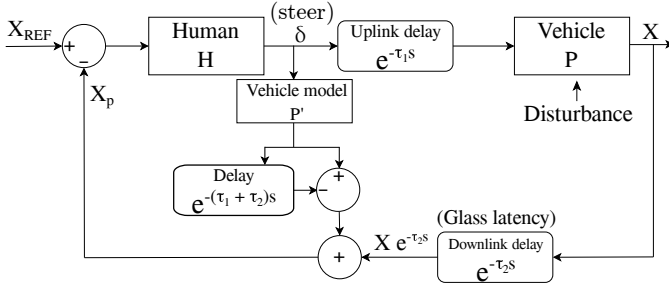 (steer)
X_REF
+
−
Human
H
δ
Uplink delay
e^-τ₁s
Vehicle
P
X
X_p
Vehicle model
P'
Disturbance
Delay
e^-(τ₁ + τ₂)s
−
+
(Glass latency)
+
X e^-τ₂s
Downlink delay
e^-τ₂s